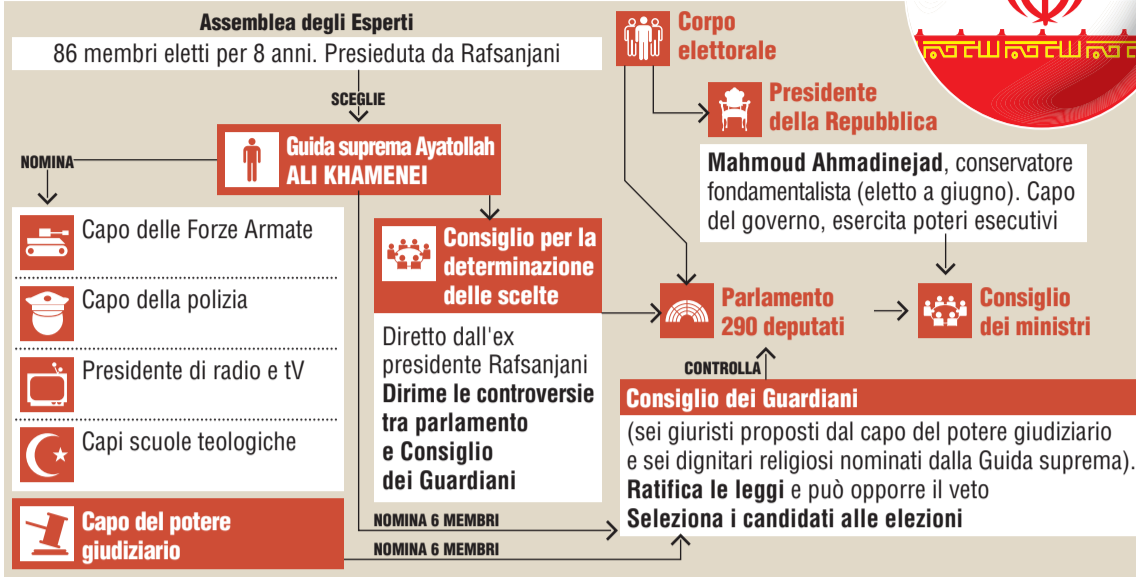 Assemblea degli Esperti
86 membri eletti per 8 anni. Presieduta da Rafsanjani
SCEGLIE
Guida suprema Ayatollah
ALI KHAMENEI
NOMINA
Capo delle Forze Armate
Capo della polizia
Presidente di radio e tV
Capi scuole teologiche
Capo del potere
giudiziario
Consiglio per la
determinazione
delle scelte
Diretto dall'ex
presidente Rafsanjani
Dirime le controversie
tra parlamento
e Consiglio
dei Guardiani
NOMINA 6 MEMBRI
NOMINA 6 MEMBRI
Corpo
elettorale
Presidente
della Repubblica
Mahmoud Ahmadinejad, conservatore
fondamentalista (eletto a giugno). Capo
del governo, esercita poteri esecutivi
Parlamento
290 deputati
Consiglio
dei ministri
CONTROLLA
Consiglio dei Guardiani
(sei giuristi proposti dal capo del potere giudiziario
e sei dignitari religiosi nominati dalla Guida suprema).
Ratifica le leggi e può opporre il veto
Seleziona i candidati alle elezioni